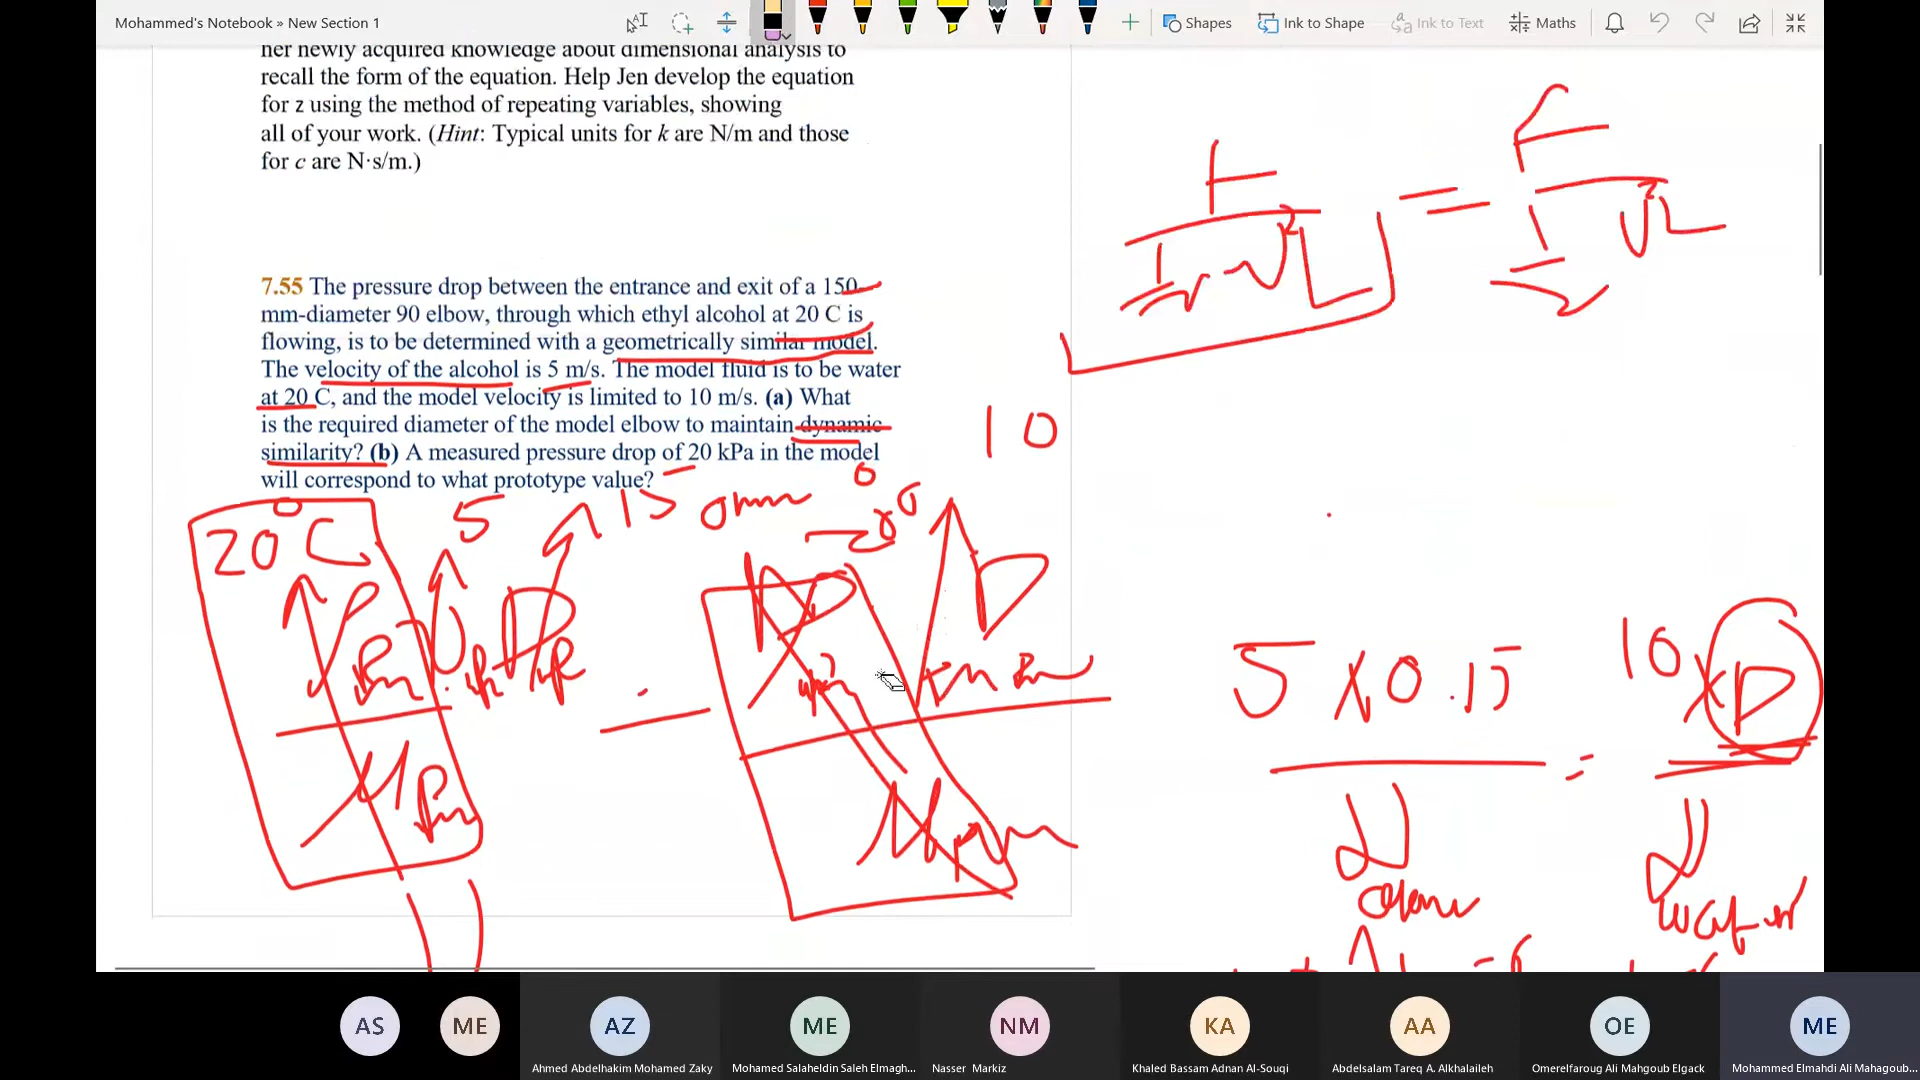 Mohammed's Notebook » New Section 1
Shapes
Ink to Shape
Ink to Text
Maths
her newly acquired knowledge about dimensional analysis to
recall the form of the equation. Help Jen develop the equation
for z using the method of repeating variables, showing
all of your work. (Hint: Typical units for k are N/m and those
for c are N·s/m.)
7.55 The pressure drop between the entrance and exit of a 150-
mm-diameter 90 elbow, through which ethyl alcohol at 20 C is
flowing, is to be determined with a geometrically similar model.
The velocity of the alcohol is 5 m/s. The model fluid is to be water
at 20 C, and the model velocity is limited to 10 m/s. (a) What
is the required diameter of the model elbow to maintain dynamic
similarity? (b) A measured pressure drop of 20 kPa in the model
will correspond to what prototype value?
10
20°C
5
150mm
D
5 × 0.15
=
10 × D
water
AS
ME
AZ
ME
NM
KA
AA
OE
ME
Ahmed Abdelhakim Mohamed Zaky
Mohamed Salaheldin Saleh Elmagh...
Nasser Markiz
Khaled Bassam Adnan Al-Souqi
Abdelsalam Tareq A. Alkhalaileh
Omerelfaroug Ali Mahgoub Elgack
Mohammed Elmahdi Ali Mahagoub...